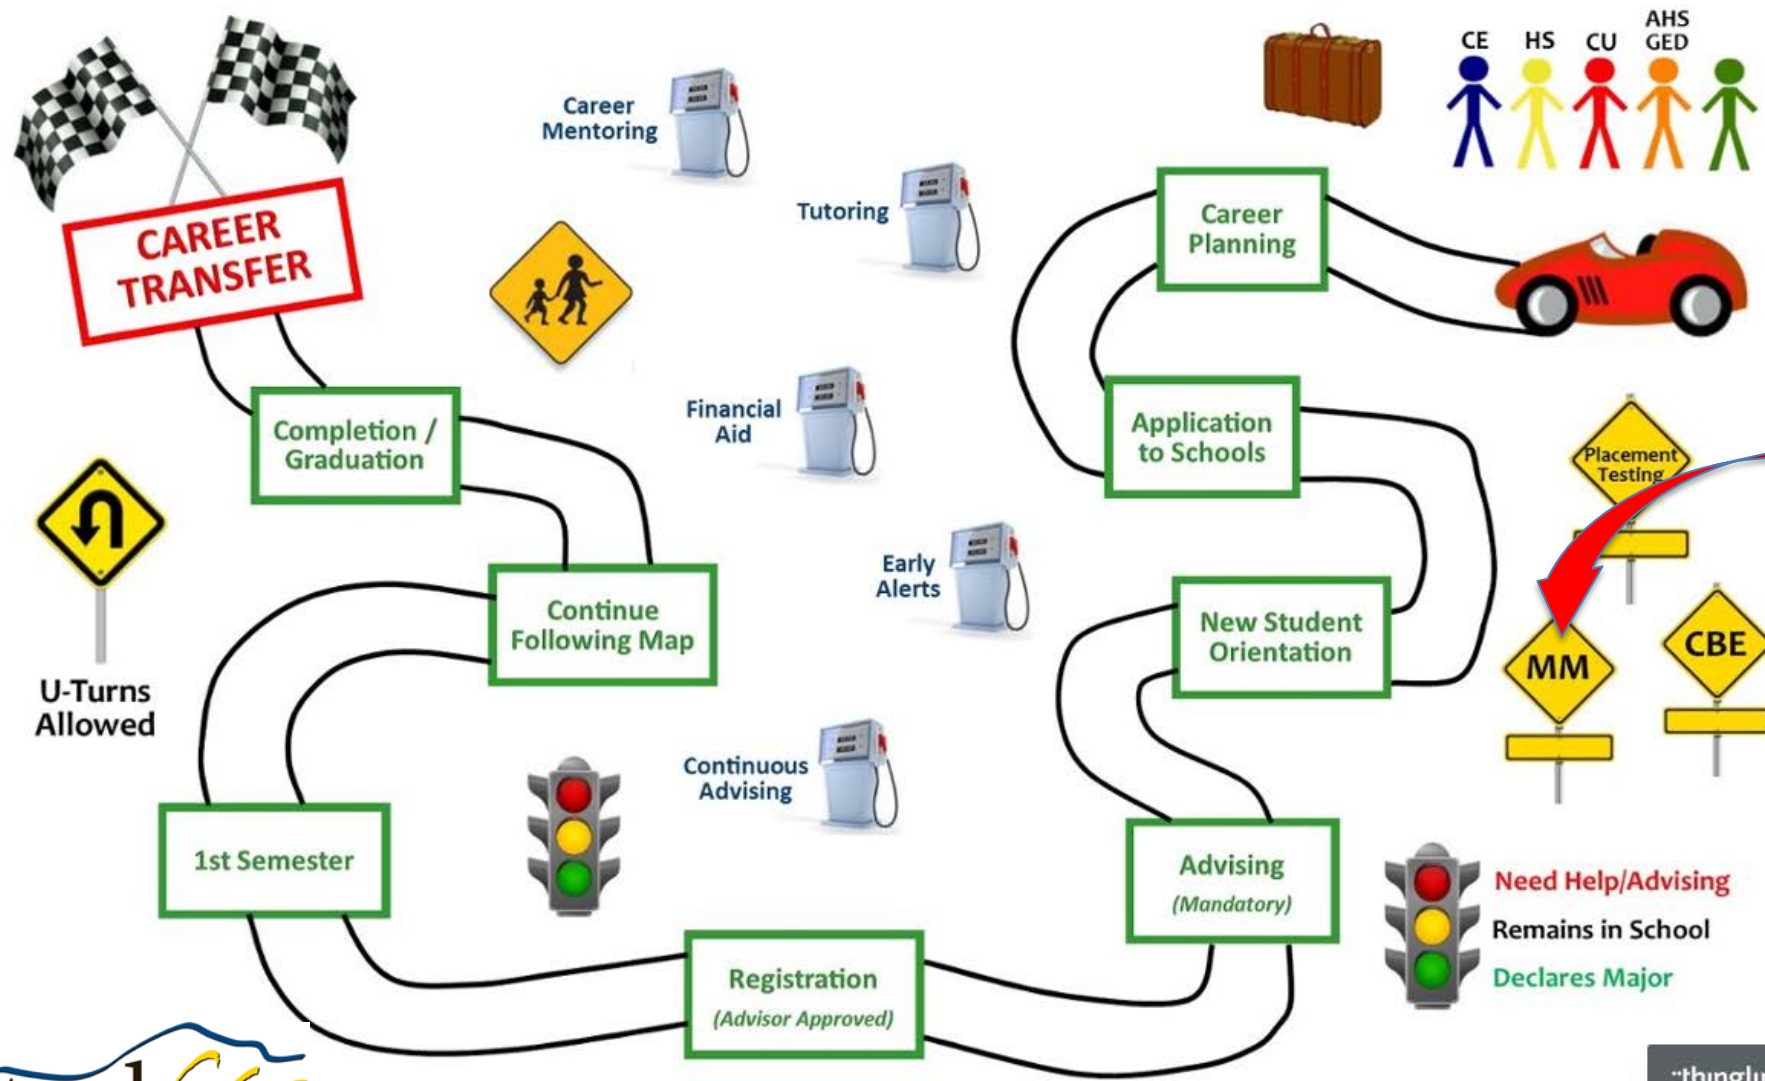 CE
HS
CU
AHS
GED
Career
Mentoring
Tutoring
Career
Planning
CAREER
TRANSFER
Financial
Aid
Application
to Schools
Completion /
Graduation
Placement
Testing
Early
Alerts
Continue
Following Map
New Student
Orientation
MM
CBE
U-Turns
Allowed
Continuous
Advising
1st Semester
Advising
(Mandatory)
Need Help/Advising
Remains in School
Declares Major
Registration
(Advisor Approved)